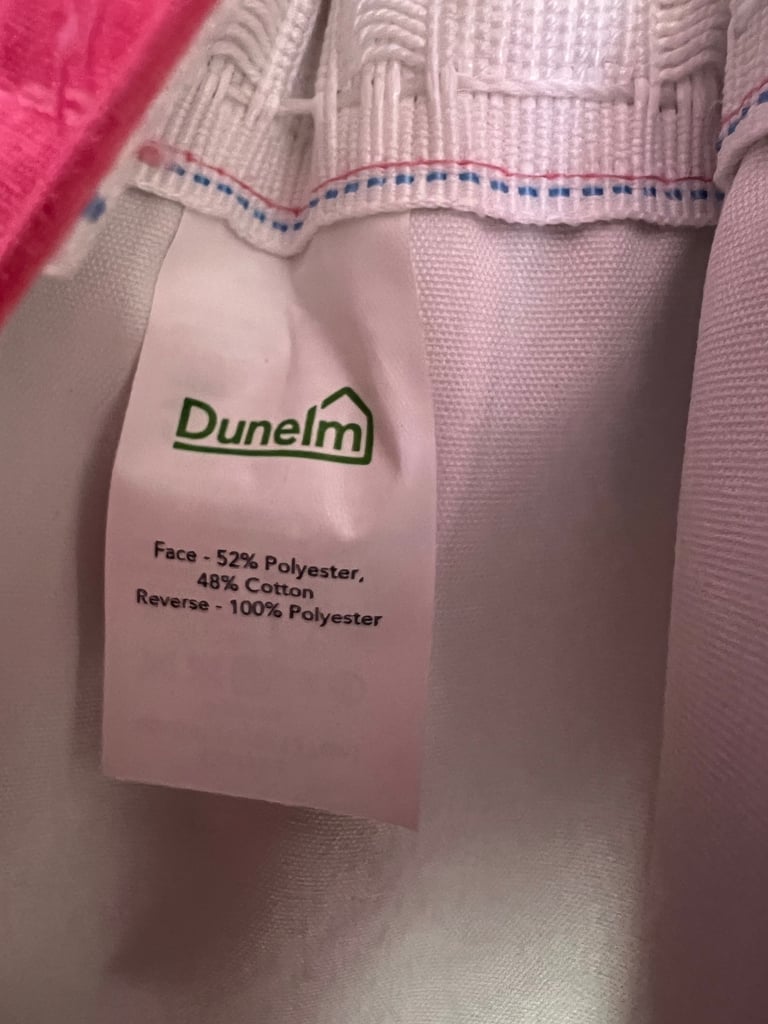 Dunelm
Face - 52% Polyester,
48% Cotton
Reverse - 100% Polyester